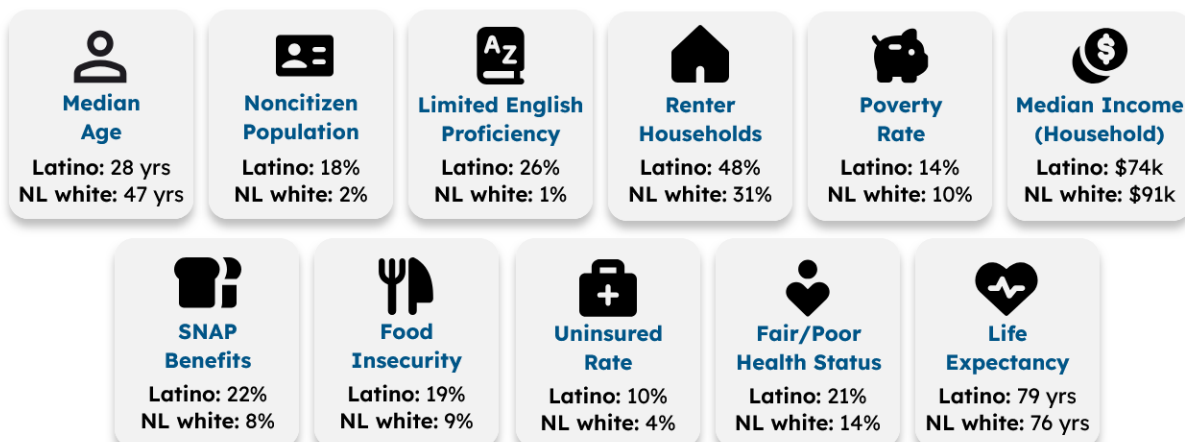 AZ
Median
Age
Latino: 28 yrs
NL white: 47 yrs
Noncitizen
Population
Latino: 18%
NL white: 2%
Limited English
Proficiency
Latino: 26%
NL white: 1%
Renter
Households
Latino: 48%
NL white: 31%
Poverty
Rate
Latino: 14%
NL white: 10%
$
Median Income
(Household)
Latino: $74k
NL white: $91k
SNAP
Benefits
Latino: 22%
NL white: 8%
Food
Insecurity
Latino: 19%
NL white: 9%
Uninsured
Rate
Latino: 10%
NL white: 4%
Fair/Poor
Health Status
Latino: 21%
NL white: 14%
Life
Expectancy
Latino: 79 yrs
NL white: 76 yrs